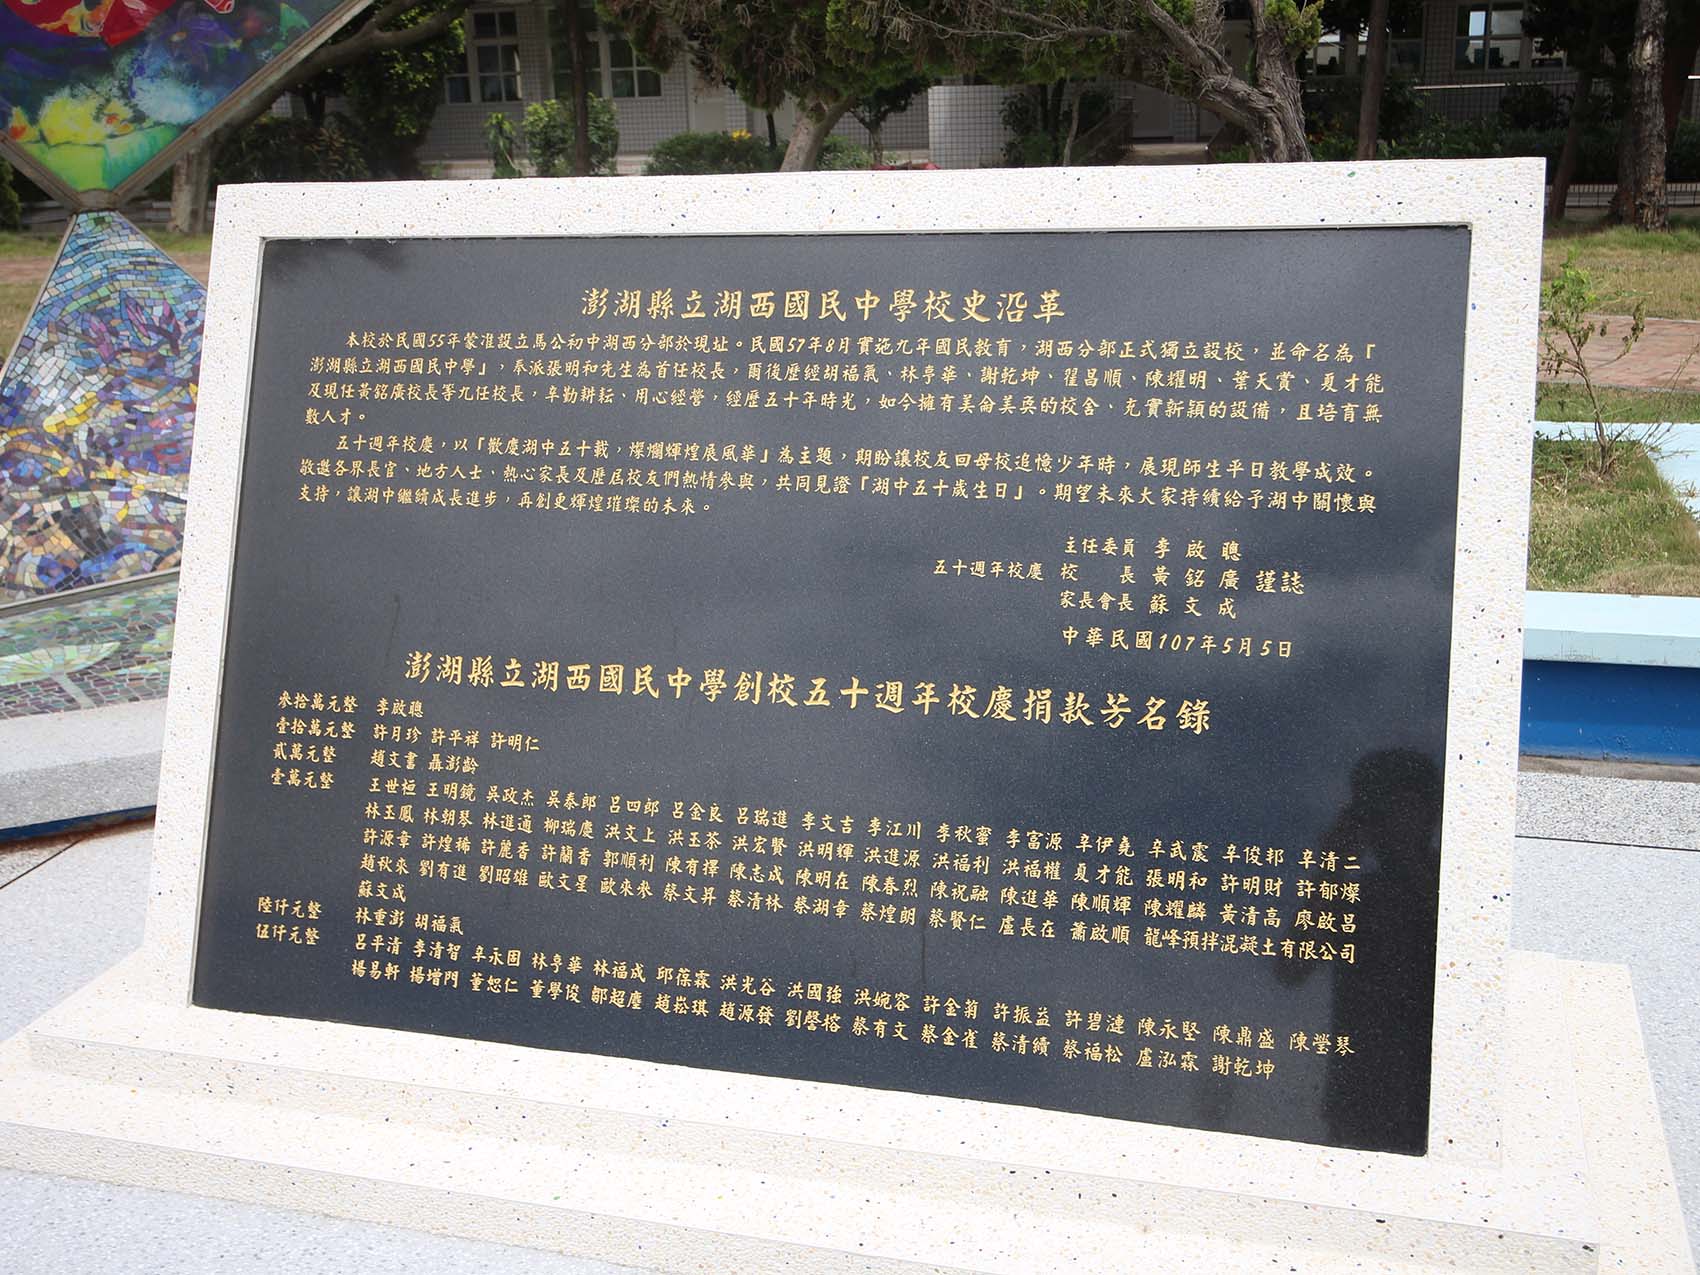 澎湖縣立湖西國民中學校史沿革
本校於民國55年蒙准設立馬公初中湖西分部於現址。民國57年8月實施九年國民教育，湖西分部正式獨立設校，並命名為『
澎湖縣立湖西國民中學』，奉派張明和先生為首任校長，爾後歷經胡福氣、林亨華、謝乾坤、翟昌順、陳耀明、葉天賞、夏才能
及現任黃銘廣校長等九任校長，辛勤耕耘、用心經營，經歷五十年時光，如今擁有美侖美奐的校舍、充實新穎的設備，且培育無
數人才。
五十週年校慶，以「歡慶湖中五十載，燦爛輝煌展風華」為主題，期盼讓校友回母校追憶少年時，展現師生平日教學成效。
敬邀各界長官、地方人士、熱心家長及歷屆校友們熱情參與，共同見證『湖中五十歲生日』。期望未來大家持續給予湖中關懷與
支持，讓湖中繼續成長進步，再創更輝煌璀璨的未來。
主任委員 李啟聰
五十週年校慶 校 長 黃銘廣 謹誌
家長會長 蘇文成
中華民國107年5月5日
澎湖縣立湖西國民中學創校五十週年校慶捐款芳名錄
參拾萬元整 李啟聰
壹拾萬元整 許月珍 許平祥 許明仁
貳萬元整 趙文書 聶澎齡
壹萬元整 王世桓 王明鏡 吳政杰 吳泰郎 呂四郎 呂金良 呂瑞進 李文吉 李江川 李秋蜜 李富源 辛伊堯 辛武震 辛俊邦 辛清二
林玉鳳 林朝琴 林進通 柳瑞慶 洪文上 洪玉茶 洪宏賢 洪明輝 洪進源 洪福利 洪福權 夏才能 張明和 許明財 許郁燦
許源章 許煌稀 許麗香 許蘭香 郭順利 陳有擇 陳志成 陳明在 陳春烈 陳祝融 陳進華 陳順輝 陳耀麟 黃清高 廖啟昌
趙秋來 劉有進 劉昭雄 歐文星 歐來參 蔡文昇 蔡清林 蔡湖章 蔡煌朗 蔡賢仁 盧長在 蕭啟順 龍峰預拌混凝土有限公司
蘇文成
陸仟元整 林重澎 胡福氣
伍仟元整 呂平清 李清智 辛永固 林亨華 林福成 邱葆霖 洪光谷 洪國強 洪婉容 許金菊 許振益 許碧漣 陳永堅 陳鼎盛 陳瑩琴
楊易軒 楊增門 董恕仁 董學俊 鄒超塵 趙崧琪 趙源發 劉馨榕 蔡有文 蔡金雀 蔡清續 蔡福松 盧泓霖 謝乾坤